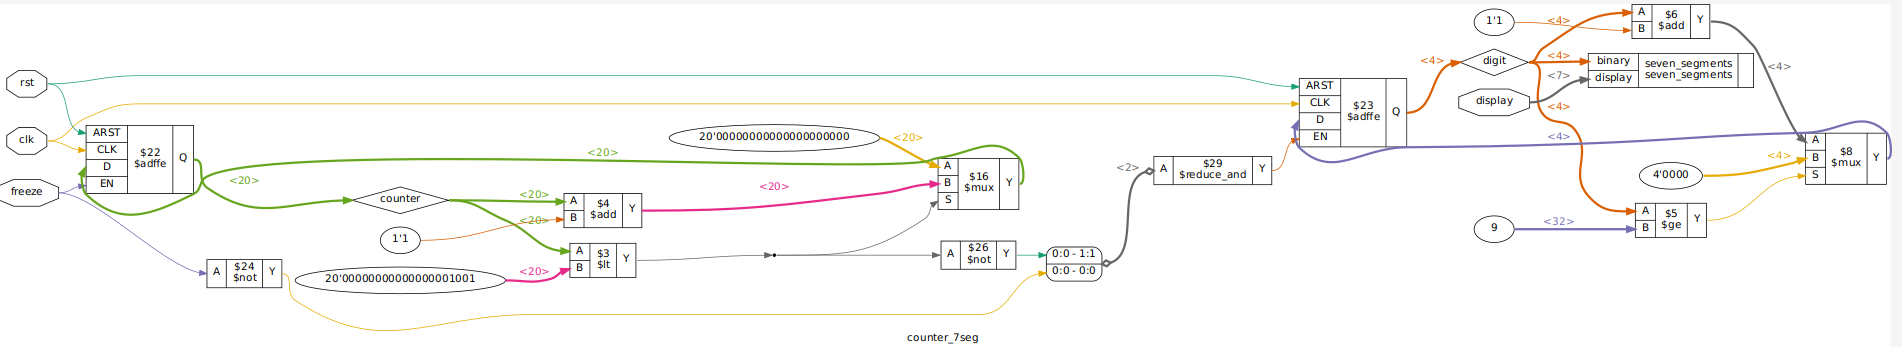 rst
clk
freeze
ARST
CLK
D
EN
$22
$adffe
Q
<20>
<20>
counter
1'1
<20>
<20>
A
B
$4
$add
Y
A
B
$3
$lt
Y
A
$24
$not
Y
20'00000000000000001001
<20>
<20>
20'00000000000000000000
<20>
A
B
S
$16
$mux
Y
A
$26
$not
Y
0:0 - 1:1
0:0 - 0:0
<2>
A
$29
$reduce_and
Y
ARST
CLK
D
EN
$23
$adffe
Q
<4>
digit
1'1
<4>
<4>
<7>
<4>
<4>
display
A
B
$6
$add
Y
binary
display
seven_segments
seven_segments
<4>
4'0000
<4>
9
<32>
A
B
$5
$ge
Y
A
B
S
$8
$mux
Y
counter_7seg